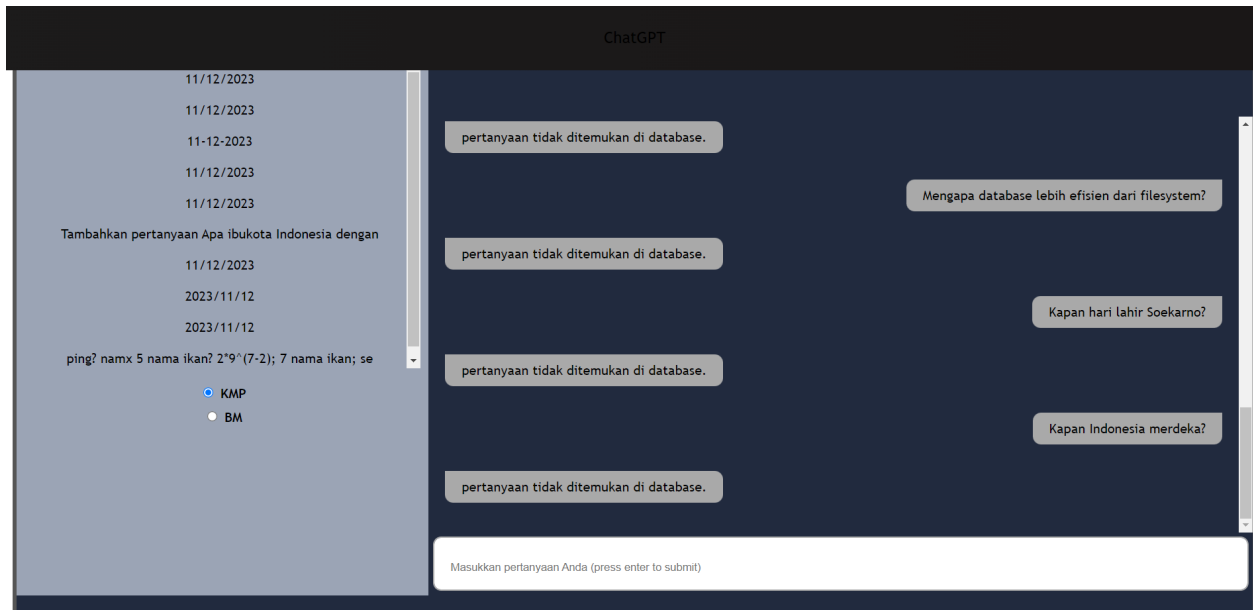 ChatGPT
11/12/2023
11/12/2023
11-12-2023
11/12/2023
11/12/2023
Tambahkan pertanyaan Apa ibukota Indonesia dengan
11/12/2023
2023/11/12
2023/11/12
ping? namx 5 nama ikan? 2*9^(7-2); 7 nama ikan; se
KMP
BM
pertanyaan tidak ditemukan di database.
Mengapa database lebih efisien dari filesystem?
pertanyaan tidak ditemukan di database.
Kapan hari lahir Soekarno?
pertanyaan tidak ditemukan di database.
Kapan Indonesia merdeka?
pertanyaan tidak ditemukan di database.
Masukkan pertanyaan Anda (press enter to submit)